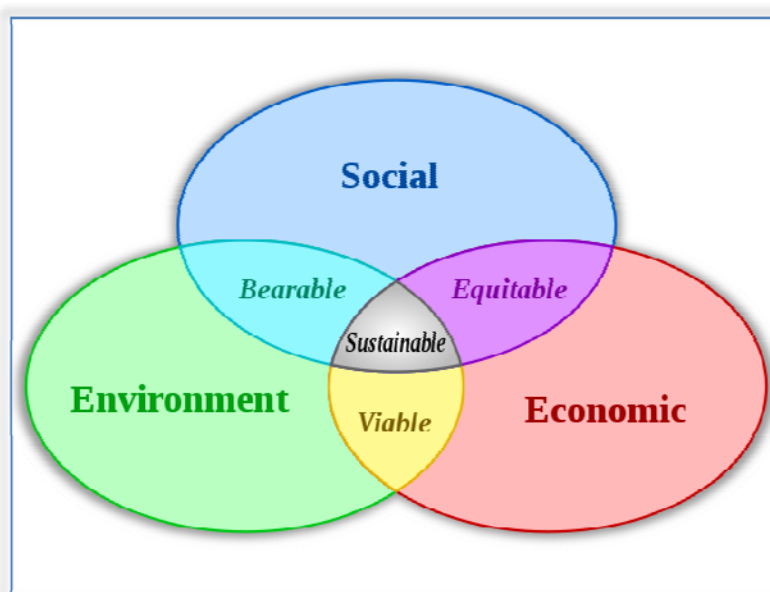 Social
Bearable
Equitable
Sustainable
Environment
Economic
Viable